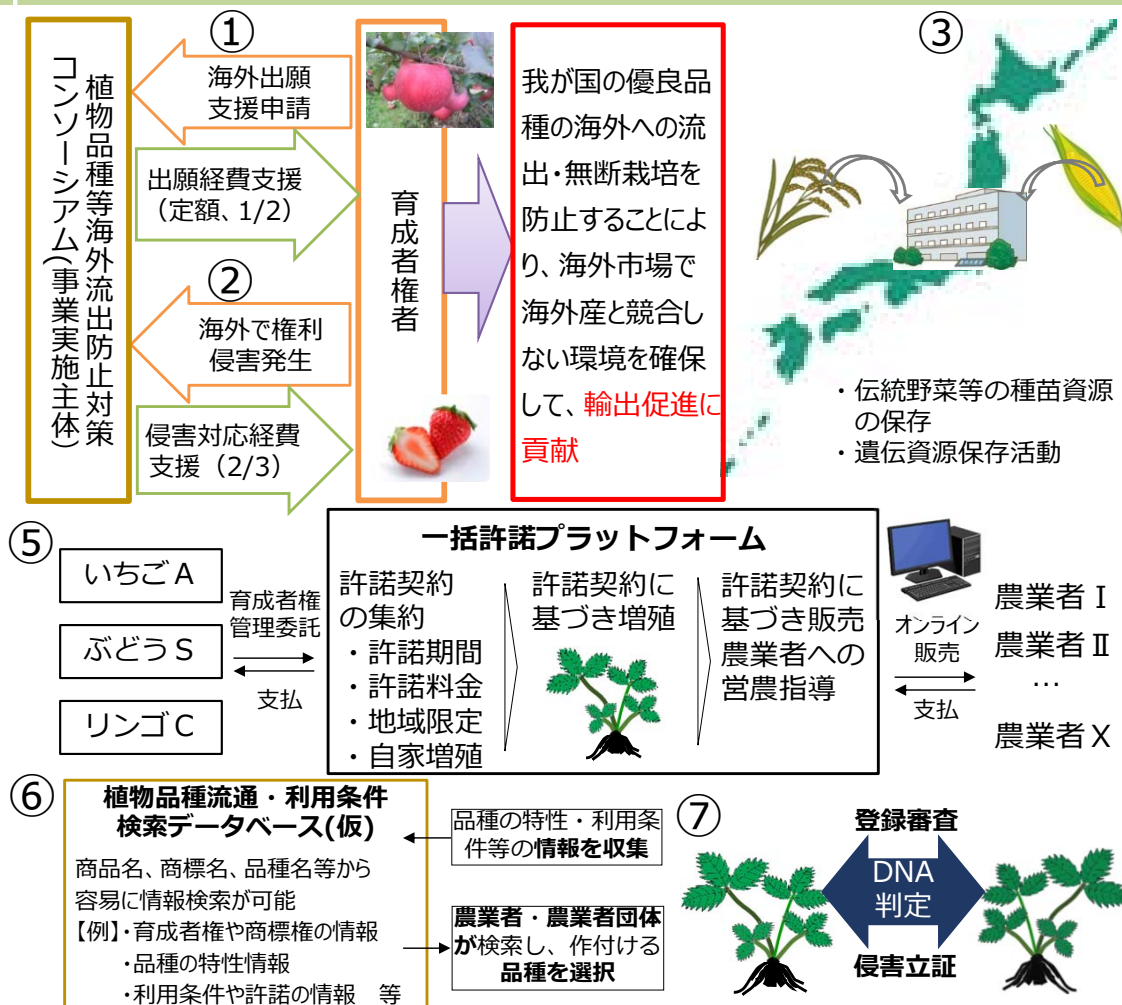 ①
海外出願
支援申請
出願経費支援
（定額、1/2）
②
海外で権利
侵害発生
侵害対応経費
支援（2/3）
植物品種等海外流出防止対策
コンソーシアム(事業実施主体)
育成者権者
我が国の優良品
種の海外への流
出・無断栽培を
防止することによ
り、海外市場で
海外産と競合し
ない環境を確保
して、輸出促進に
貢献
③
・伝統野菜等の種苗資源
の保存
・遺伝資源保存活動
⑤
いちごA
ぶどうS
リンゴC
育成者権
管理委託
支払
一括許諾プラットフォーム
許諾契約
の集約
・許諾期間
・許諾料金
・地域限定
・自家増殖
許諾契約に
基づき増殖
許諾契約に
基づき販売
農業者への
営農指導
オンライン
販売
支払
農業者Ⅰ
農業者Ⅱ
…
農業者X
⑥
植物品種流通・利用条件
検索データベース(仮)
商品名、商標名、品種名等から
容易に情報検索が可能
【例】・育成者権や商標権の情報
・品種の特性情報
・利用条件や許諾の情報　等
品種の特性・利用条
件等の情報を収集
農業者・農業者団体
が検索し、作付ける
品種を選択
⑦
登録審査
DNA
判定
侵害立証